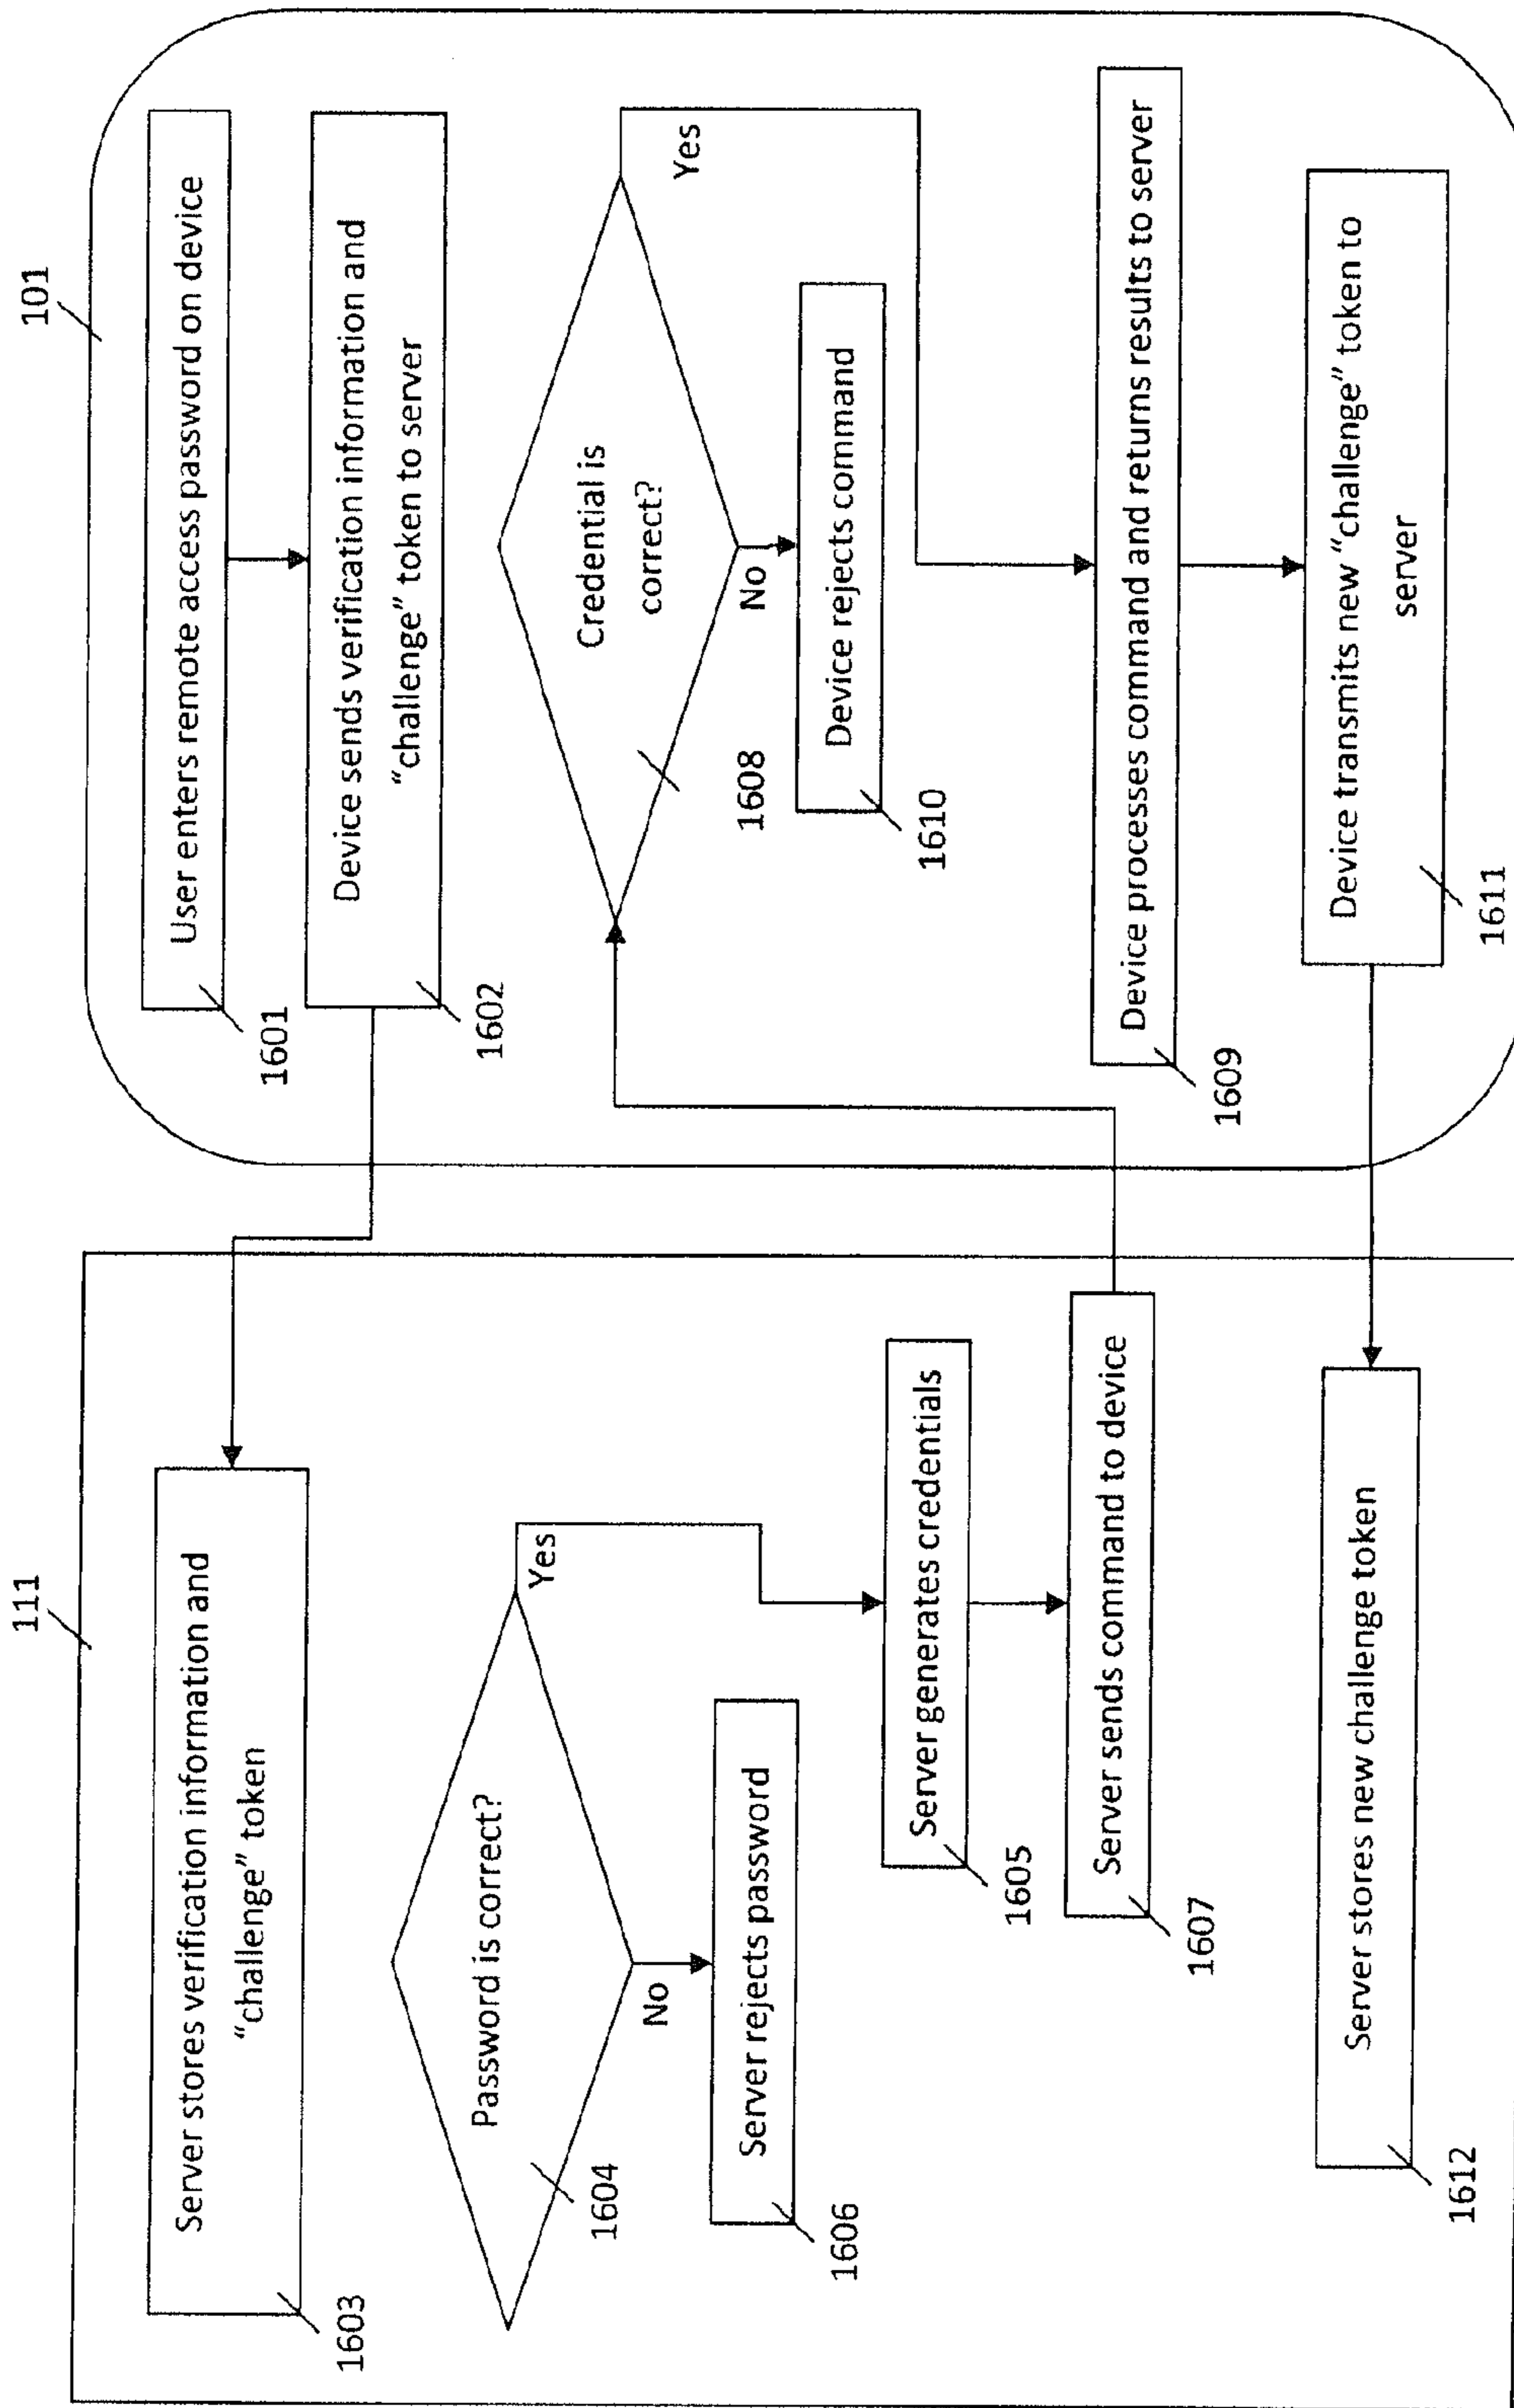 111
Server stores verification information and
“challenge” token
1603
Password is correct?
Yes
No
1604
Server rejects password
1606
Server generates credentials
1605
Server sends command to device
1607
Server stores new challenge token
1612
101
User enters remote access password on device
1601
Device sends verification information and
“challenge” token to server
1602
Credential is
correct?
Yes
No
1608
Device rejects command
1610
Device processes command and returns results to server
1609
Device transmits new “challenge” token to
server
1611